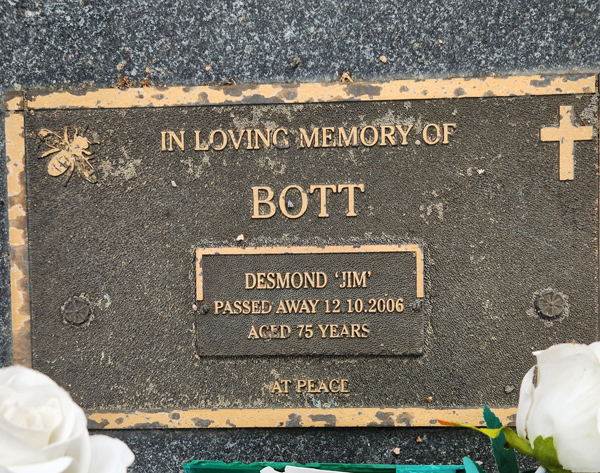 IN LOVING MEMORY OF
BOTT
DESMOND 'JIM'
PASSED AWAY 12.10.2006
AGED 75 YEARS
AT PEACE